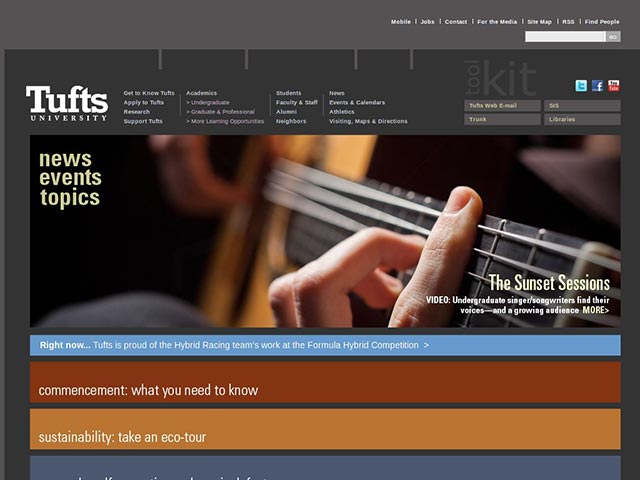 Mobile Jobs Contact For the Media Site Map RSS Find People
GO
toolkit
Tufts
UNIVERSITY
Get to Know Tufts
Apply to Tufts
Research
Support Tufts
Academics
> Undergraduate
> Graduate & Professional
> More Learning Opportunities
Students
Faculty & Staff
Alumni
Neighbors
News
Events & Calendars
Athletics
Visiting, Maps & Directions
Tufts Web E-mail SIS
Trunk Libraries
You
Tube
news
events
topics
The Sunset Sessions
VIDEO: Undergraduate singer/songwriters find their
voices—and a growing audience MORE>
Right now... Tufts is proud of the Hybrid Racing team's work at the Formula Hybrid Competition >
commencement: what you need to know
sustainability: take an eco-tour